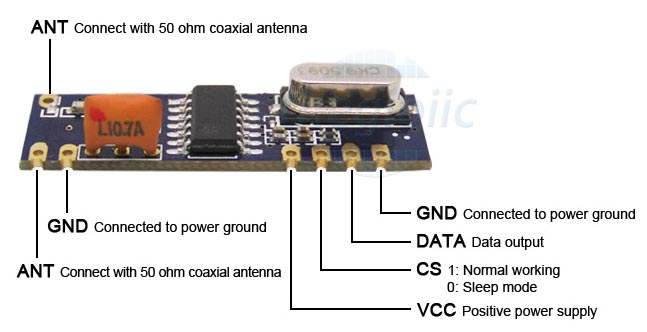 ANT Connect with 50 ohm coaxial antenna
CK9.509
L10.7A
GND Connected to power ground
ANT Connect with 50 ohm coaxial antenna
GND Connected to power ground
DATA Data output
CS 1: Normal working
0: Sleep mode
VCC Positive power supply